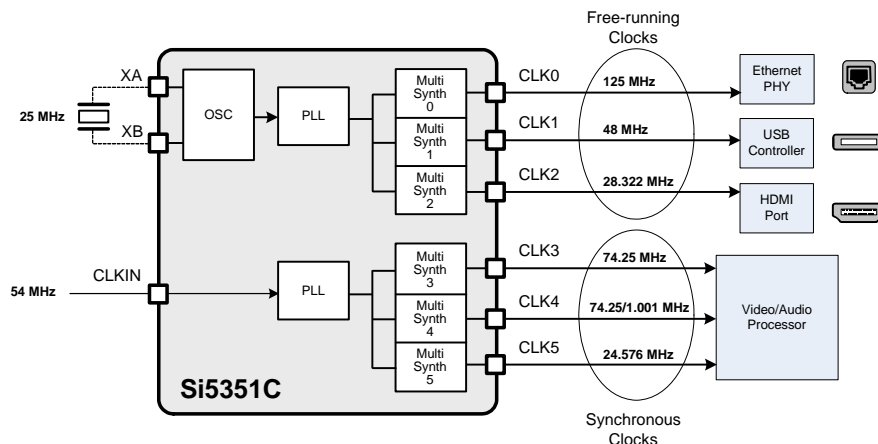 Free-running
Clocks
XA
25 MHz
XB
OSC
PLL
Multi
Synth
0
Multi
Synth
1
Multi
Synth
2
CLK0
125 MHz
CLK1
48 MHz
CLK2
28.322 MHz
Ethernet
PHY
USB
Controller
HDMI
Port
CLKIN
54 MHz
PLL
Multi
Synth
3
Multi
Synth
4
Multi
Synth
5
CLK3
74.25 MHz
CLK4
74.25/1.001 MHz
CLK5
24.576 MHz
Video/Audio
Processor
Si5351C
Synchronous
Clocks